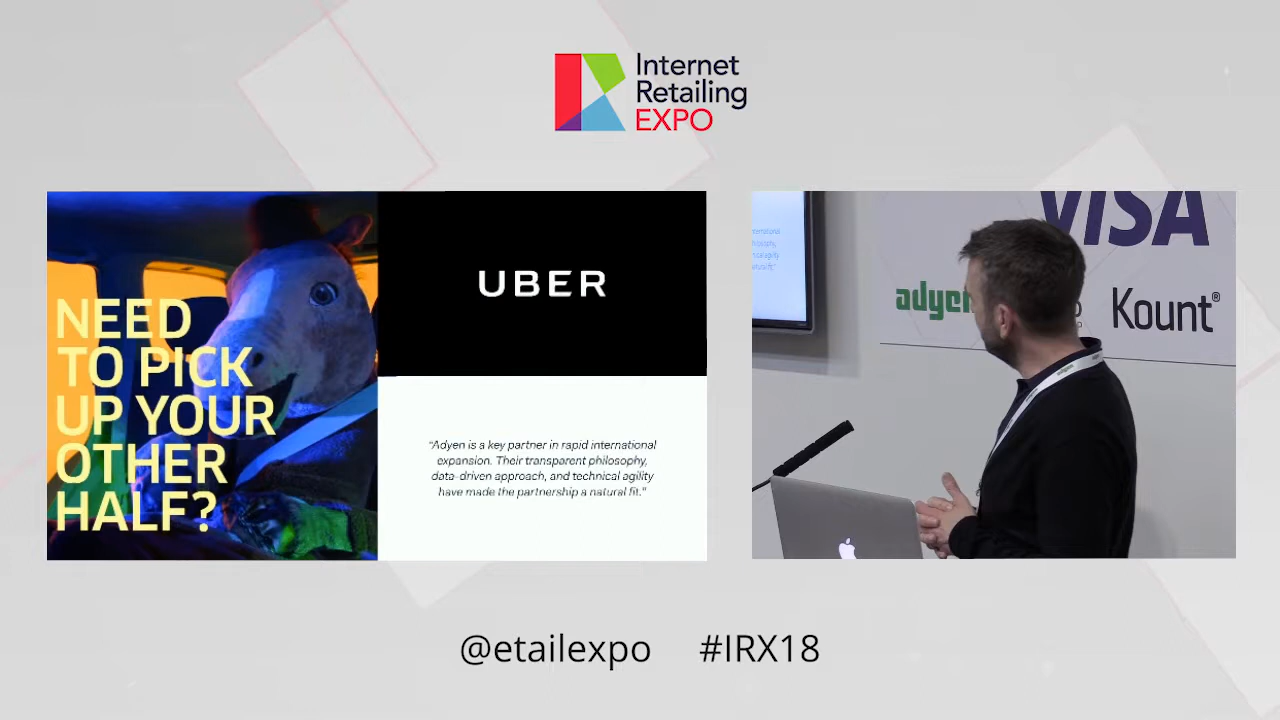 Internet
Retailing
EXPO
NEED
TO PICK
UP YOUR
OTHER
HALF?
UBER
"Adyen is a key partner in rapid international
expansion. Their transparent philosophy,
data-driven approach, and technical agility
have made the partnership a natural fit."
VISA
adyen
Kount®
@etailexpo #IRX18